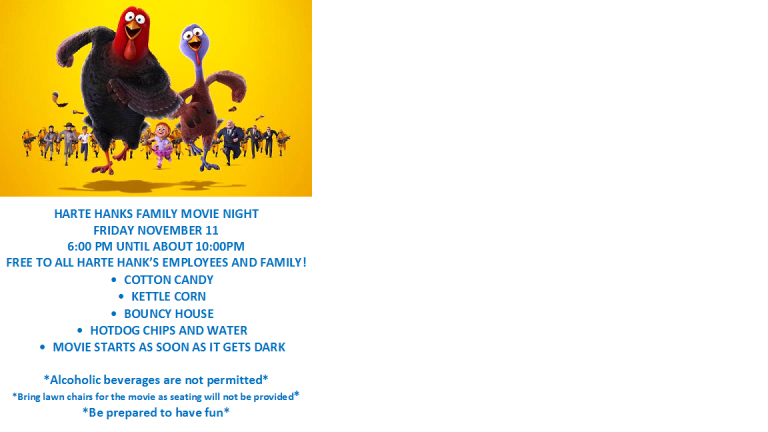 HARTE HANKS FAMILY MOVIE NIGHT
FRIDAY NOVEMBER 11
6:00 PM UNTIL ABOUT 10:00PM
FREE TO ALL HARTE HANK'S EMPLOYEES AND FAMILY!
• COTTON CANDY
• KETTLE CORN
• BOUNCY HOUSE
• HOTDOG CHIPS AND WATER
• MOVIE STARTS AS SOON AS IT GETS DARK
*Alcoholic beverages are not permitted*
*Bring lawn chairs for the movie as seating will not be provided*
*Be prepared to have fun*